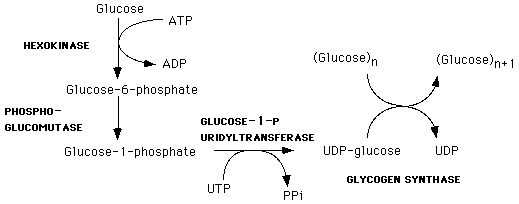 Glucose
ATP
HEXOKINASE
ADP
Glucose-6-phosphate
PHOSPHO-
GLUCOMUTASE
Glucose-1-phosphate
GLUCOSE-1-P
URIDYLTRANSFERASE
UTP
PPi
(Glucose)n
(Glucose)n+1
UDP-glucose
UDP
GLYCOGEN SYNTHASE